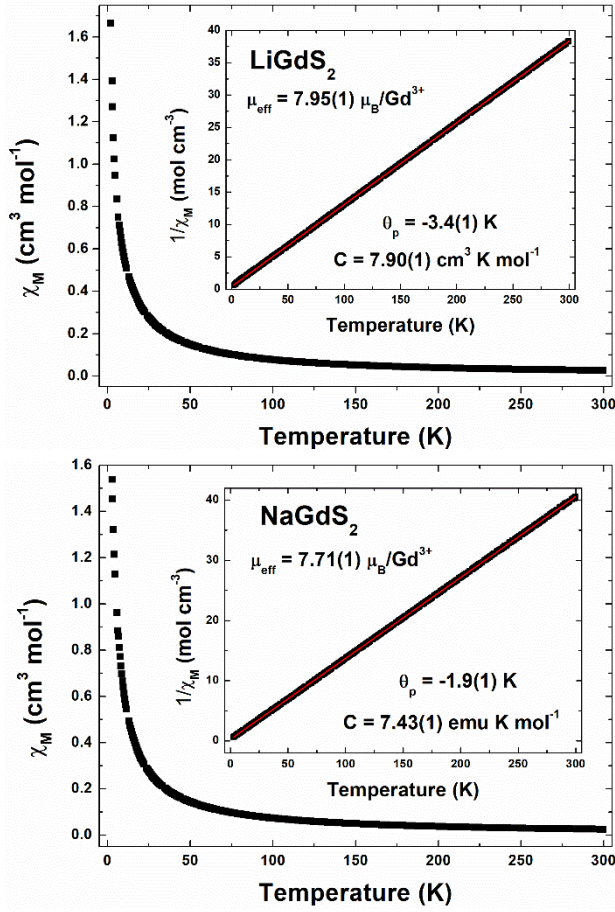 LiGdS₂
μeff = 7.95(1) μB/Gd³⁺
θp = -3.4(1) K
C = 7.90(1) cm³ K mol⁻¹
1/χM (mol cm⁻³)
40
35
30
25
20
15
10
5
0
0 50 100 150 200 250 300
Temperature (K)
χM (cm³ mol⁻¹)
1.6
1.4
1.2
1.0
0.8
0.6
0.4
0.2
0.0
0 50 100 150 200 250 300
Temperature (K)
NaGdS₂
μeff = 7.71(1) μB/Gd³⁺
θp = -1.9(1) K
C = 7.43(1) emu K mol⁻¹
1/χM (mol cm⁻³)
40
30
20
10
0
0 50 100 150 200 250 300
Temperature (K)
χM (cm³ mol⁻¹)
1.6
1.4
1.2
1.0
0.8
0.6
0.4
0.2
0.0
0 50 100 150 200 250 300
Temperature (K)